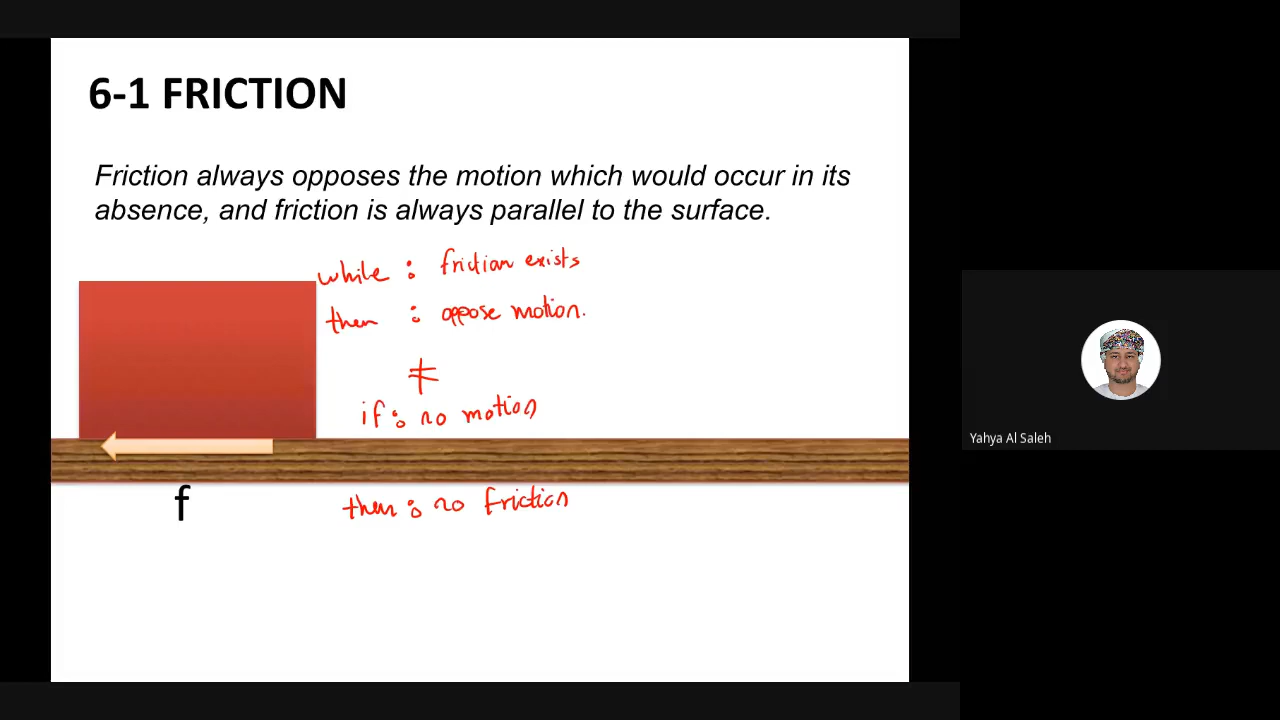 6-1 FRICTION
Friction always opposes the motion which would occur in its
absence, and friction is always parallel to the surface.
while : friction exists
then : oppose motion.
≠
if : no motion
f
then : no friction
Yahya Al Saleh